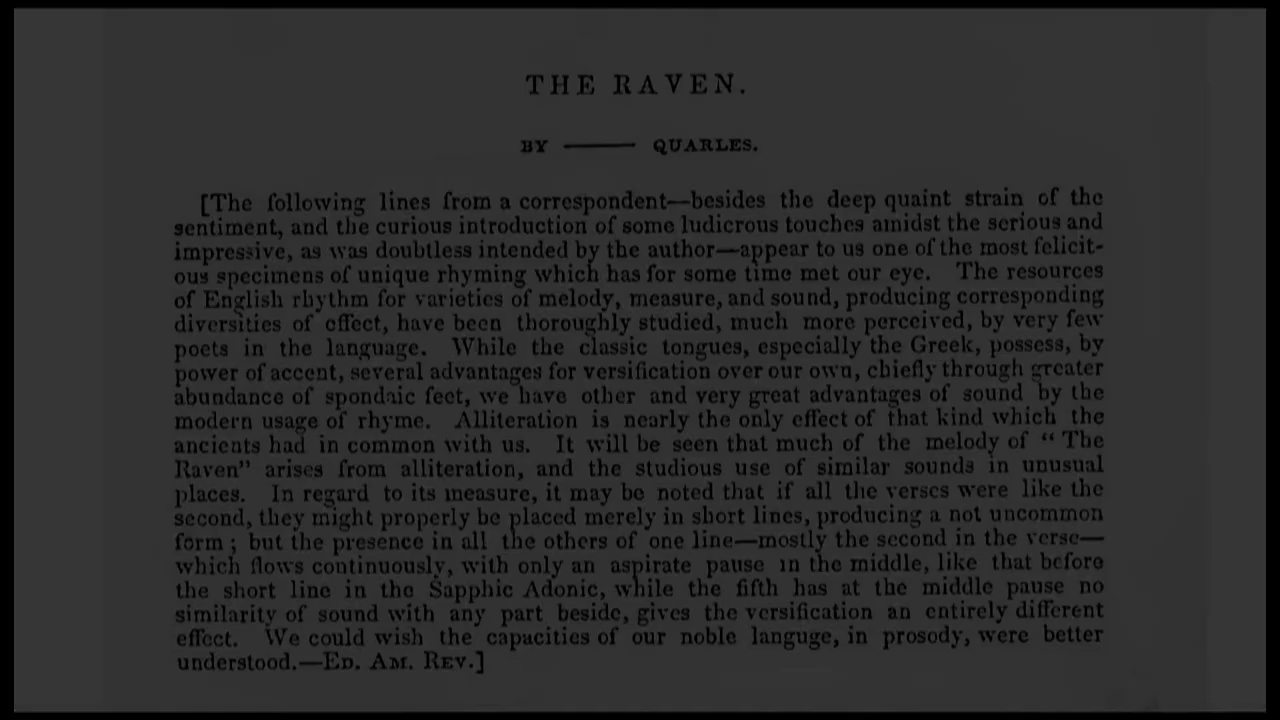 THE RAVEN.
BY —— QUARLES.
[The following lines from a correspondent—besides the deep quaint strain of the
sentiment, and the curious introduction of some ludicrous touches amidst the serious and
impressive, as was doubtless intended by the author—appear to us one of the most felicit-
ous specimens of unique rhyming which has for some time met our eye. The resources
of English rhythm for varieties of melody, measure, and sound, producing corresponding
diversities of effect, have been thoroughly studied, much more perceived, by very few
poets in the language. While the classic tongues, especially the Greek, possess, by
power of accent, several advantages for versification over our own, chiefly through greater
abundance of spondaic feet, we have other and very great advantages of sound by the
modern usage of rhyme. Alliteration is nearly the only effect of that kind which the
ancients had in common with us. It will be seen that much of the melody of “ The
Raven” arises from alliteration, and the studious use of similar sounds in unusual
places. In regard to its measure, it may be noted that if all the verses were like the
second, they might properly be placed merely in short lines, producing a not uncommon
form ; but the presence in all the others of one line—mostly the second in the verse—
which flows continuously, with only an aspirate pause in the middle, like that before
the short line in the Sapphic Adonic, while the fifth has at the middle pause no
similarity of sound with any part beside, gives the versification an entirely different
effect. We could wish the capacities of our noble languge, in prosody, were better
understood.—ED. AM. REV.]